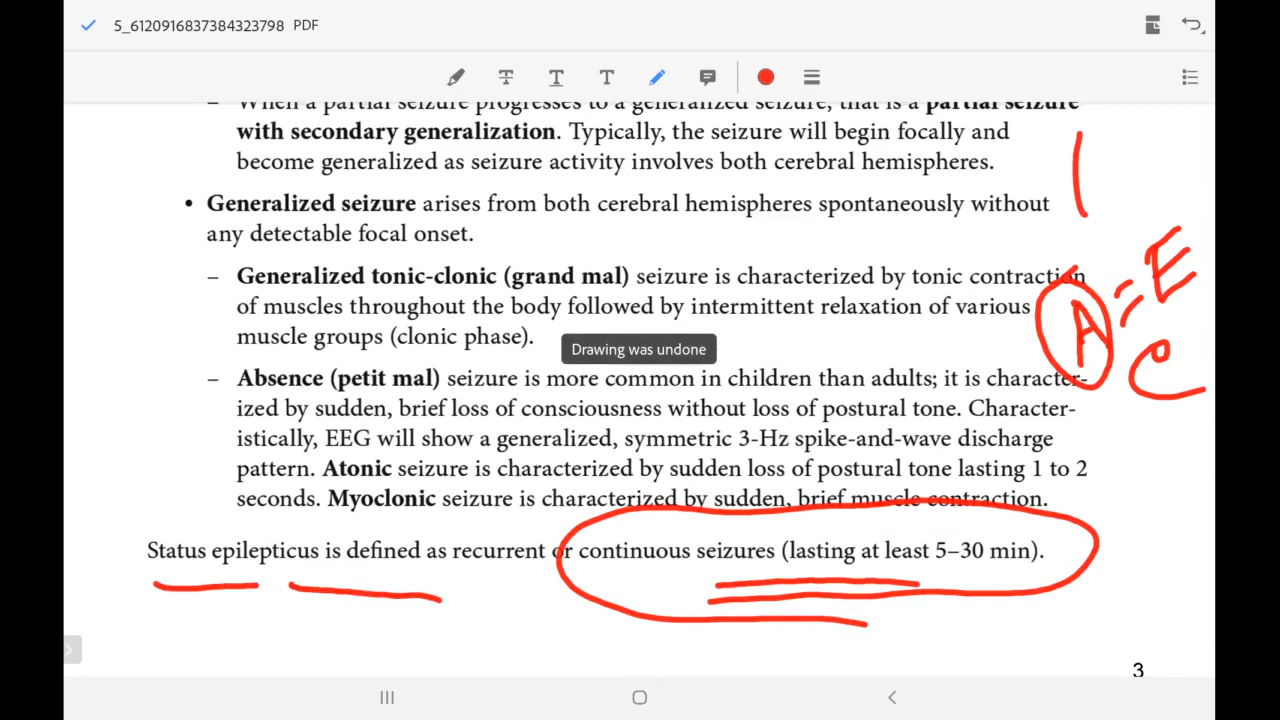 5_6120916837384323798 PDF
– When a partial seizure progresses to a generalized seizure, that is a partial seizure
with secondary generalization. Typically, the seizure will begin focally and
become generalized as seizure activity involves both cerebral hemispheres.
• Generalized seizure arises from both cerebral hemispheres spontaneously without
any detectable focal onset.
– Generalized tonic-clonic (grand mal) seizure is characterized by tonic contraction
of muscles throughout the body followed by intermittent relaxation of various
muscle groups (clonic phase).
Drawing was undone
– Absence (petit mal) seizure is more common in children than adults; it is character-
ized by sudden, brief loss of consciousness without loss of postural tone. Character-
istically, EEG will show a generalized, symmetric 3-Hz spike-and-wave discharge
pattern. Atonic seizure is characterized by sudden loss of postural tone lasting 1 to 2
seconds. Myoclonic seizure is characterized by sudden, brief muscle contraction.
Status epilepticus is defined as recurrent or continuous seizures (lasting at least 5–30 min).
A = E
3